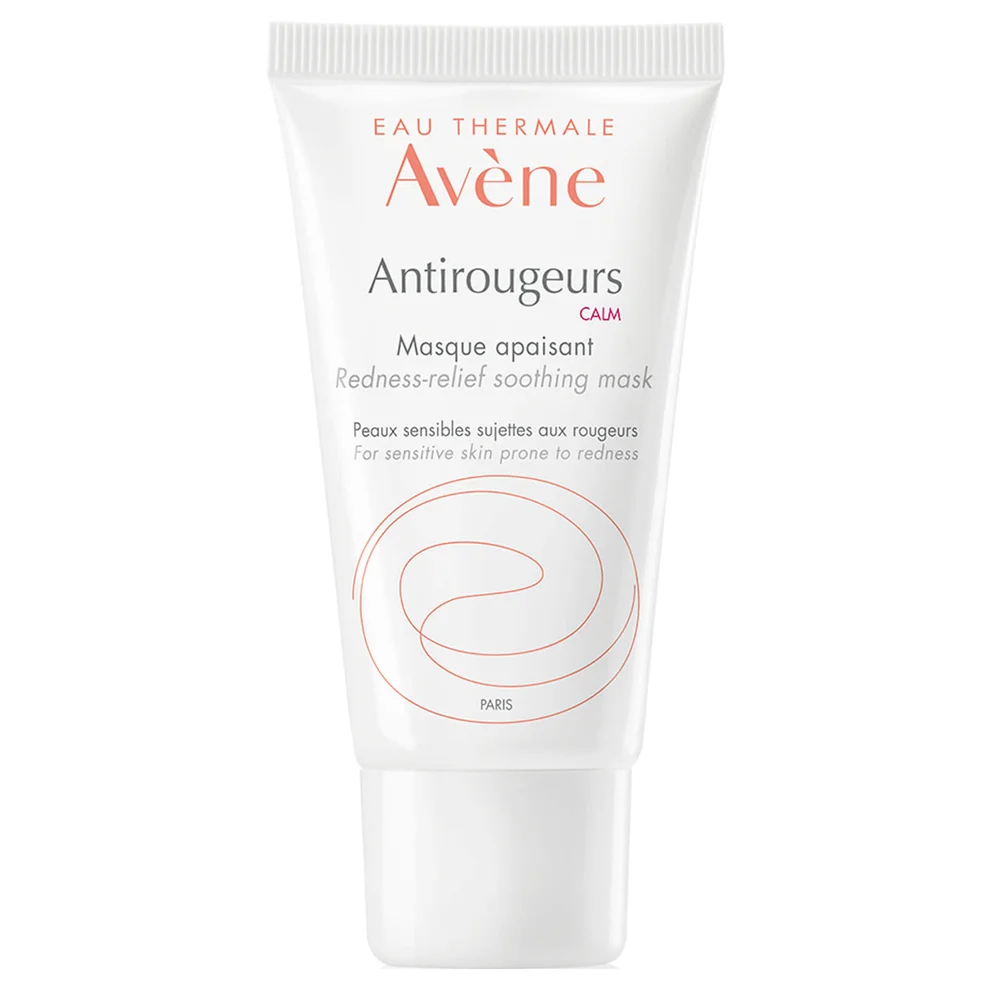 EAU THERMALE
Avène
Antirougeurs
CALM
Masque apaisant
Redness-relief soothing mask
Peaux sensibles sujettes aux rougeurs
For sensitive skin prone to redness
PARIS